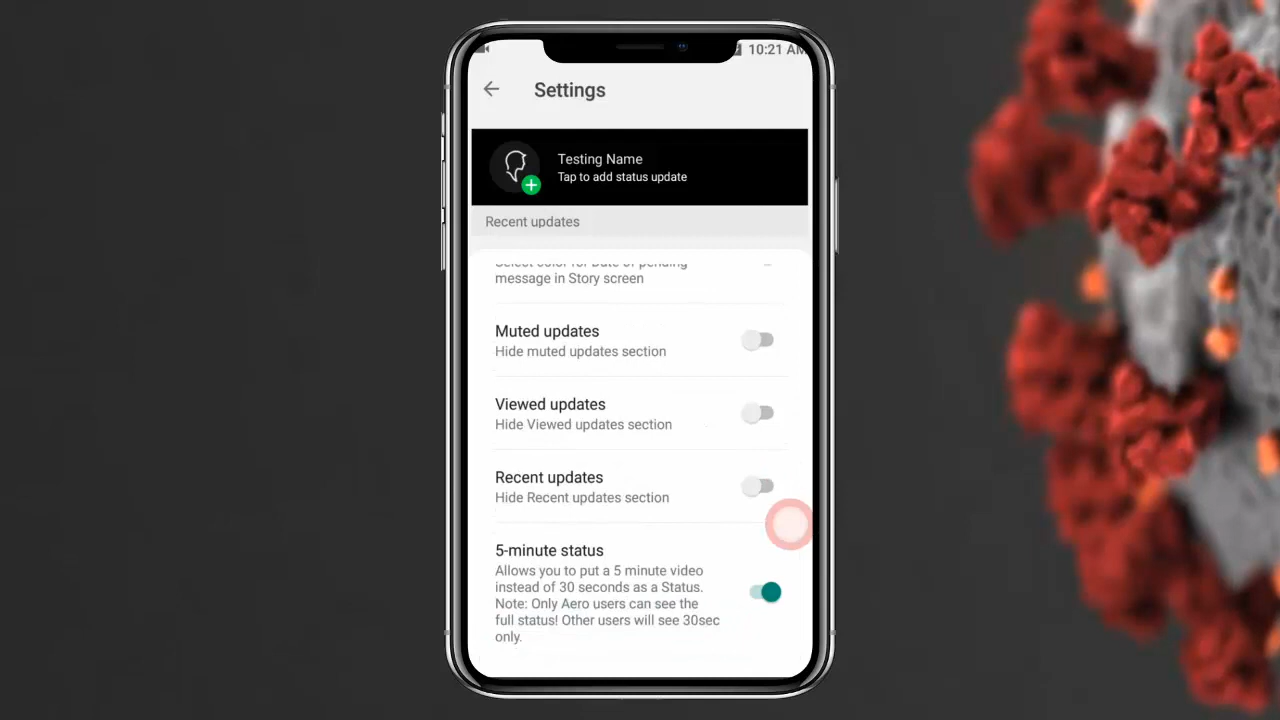 10:21 AM
Settings
Testing Name
Tap to add status update
Recent updates
Select color for Date of pending
message in Story screen
Muted updates
Hide muted updates section
Viewed updates
Hide Viewed updates section
Recent updates
Hide Recent updates section
5-minute status
Allows you to put a 5 minute video
instead of 30 seconds as a Status.
Note: Only Aero users can see the
full status! Other users will see 30sec
only.